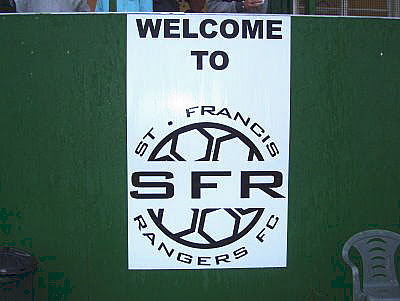 WELCOME
TO
ST. FRANCIS
SFR
RANGERS FC